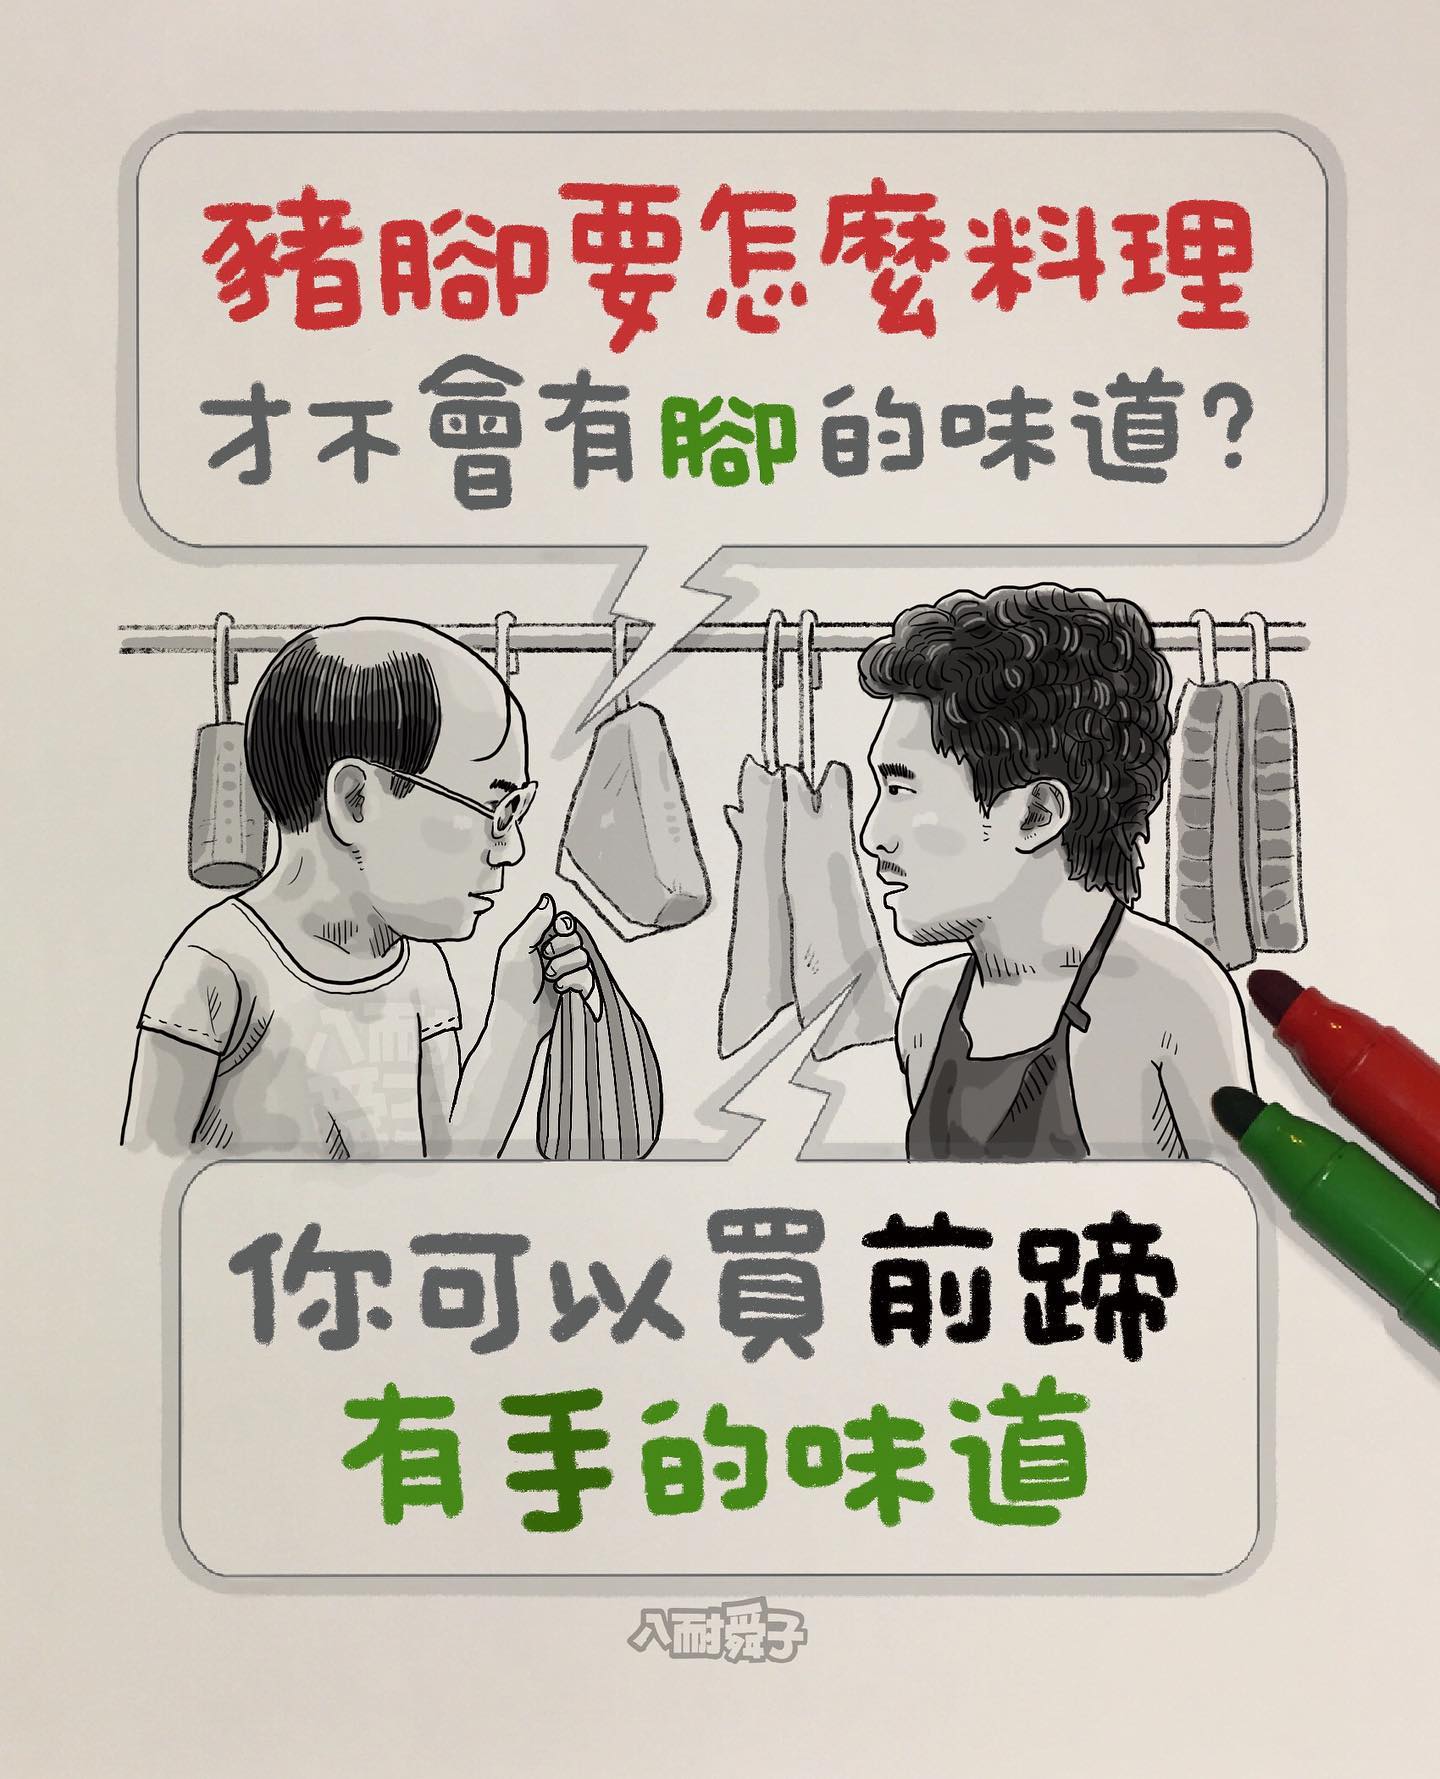 豬腳要怎麼料理
才不會有腳的味道?
你可以買前蹄
有手的味道
八耐舜子